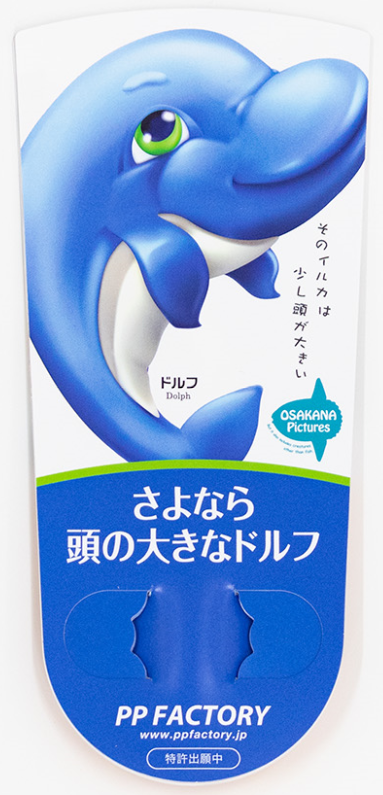 そのイルカは
少し頭が大きい
ドルフ
Dolph
OSAKANA
Pictures
さよなら
頭の大きなドルフ
PP FACTORY
www.ppfactory.jp
特許出願中